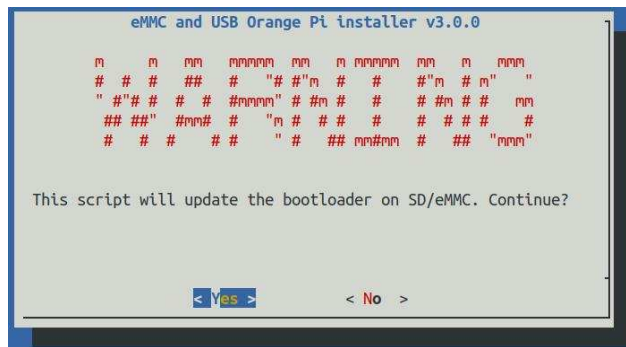 eMMC and USB Orange Pi installer v3.0.0
WARNING
This script will update the bootloader on SD/eMMC. Continue?
< Yes > < No >